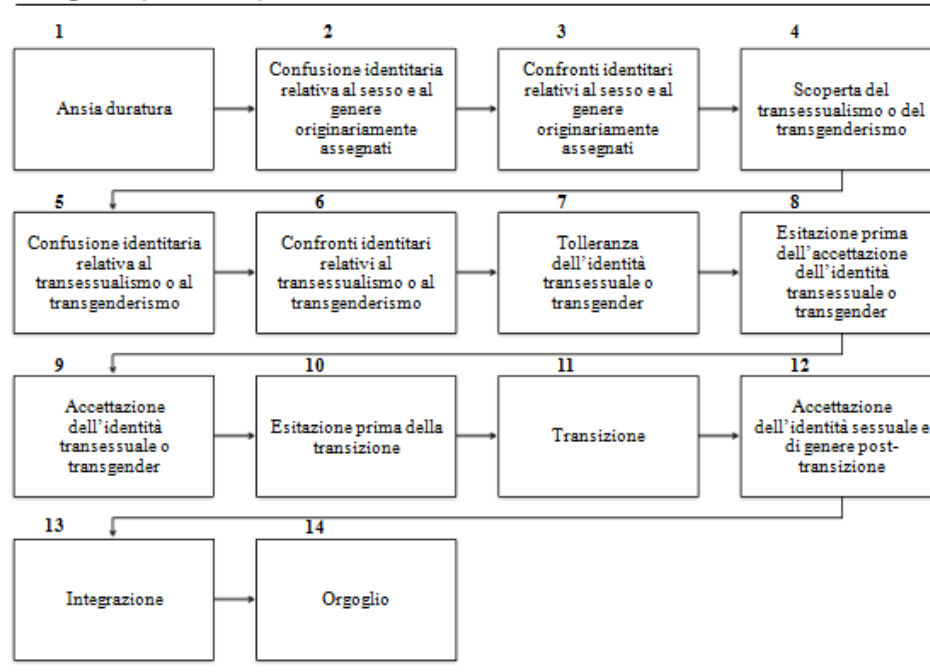 1
2
3
4
Ansia duratura
Confusione identitaria
relativa al sesso e al
genere
originariamente
assegnati
Confronti identitari
relativi al sesso e al
genere
originariamente
assegnati
Scoperta del
transessualismo o del
transgenderismo
5
6
7
8
Confusione identitaria
relativa al
transessualismo o al
transgenderismo
Confronti identitari
relativi al
transessualismo o al
transgenderismo
Tolleranza
dell’identità
transessuale o
transgender
Esitazione prima
dell’accettazione
dell’identità
transessuale o
transgender
9
10
11
12
Accettazione
dell’identità
transessuale o
transgender
Esitazione prima della
transizione
Transizione
Accettazione
dell’identità sessuale e
di genere post-
transizione
13
14
Integrazione
Orgoglio